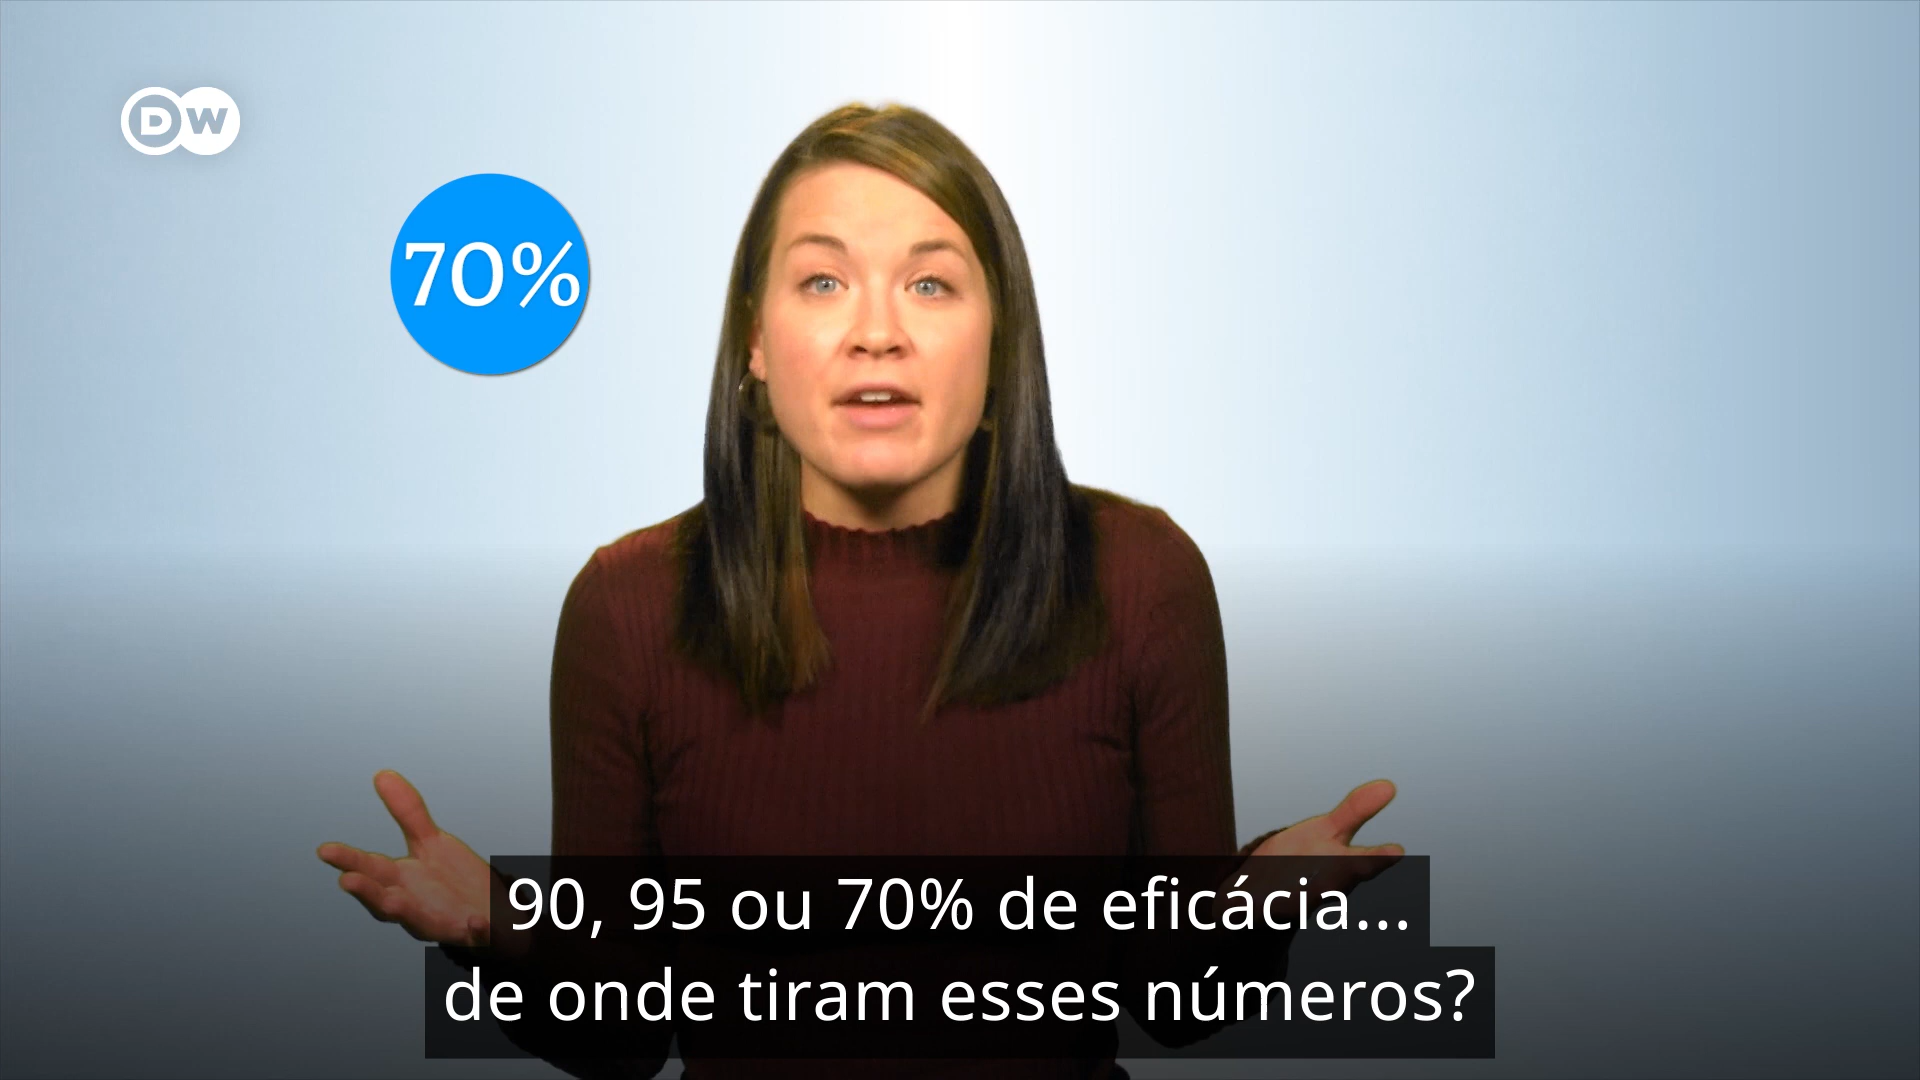 DW
70%
90, 95 ou 70% de eficácia...
de onde tiram esses números?